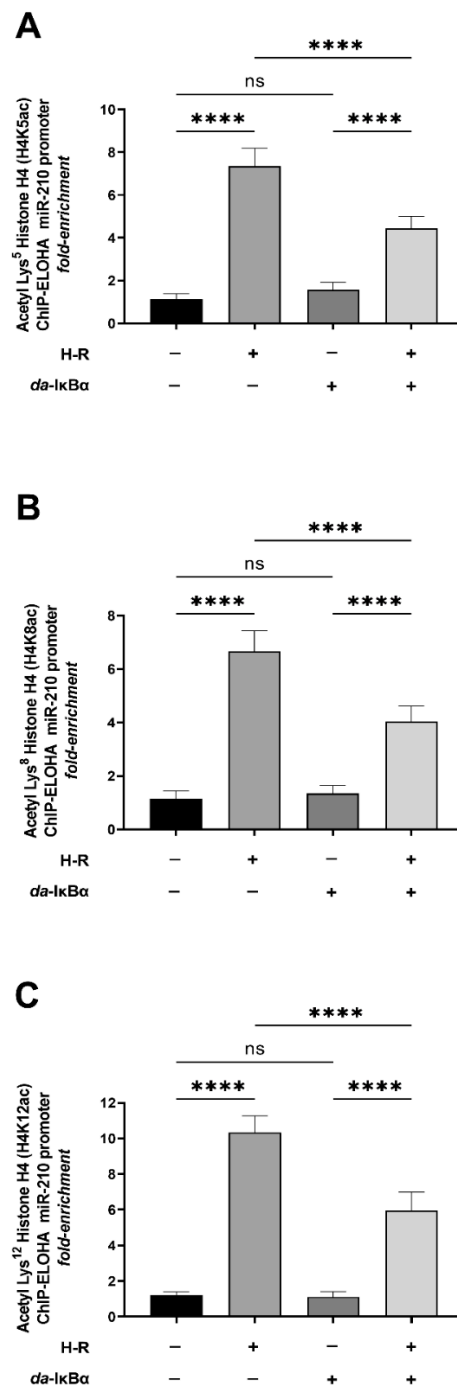 A
****
ns
**** ****
Acetyl Lys⁵ Histone H4 (H4K5ac)
ChIP-ELOHA miR-210 promoter
fold-enrichment
10
8
6
4
2
0
H-R – + – +
da-IκBα – – + +
B
****
ns
**** ****
Acetyl Lys⁸ Histone H4 (H4K8ac)
ChIP-ELOHA miR-210 promoter
fold-enrichment
8
6
4
2
0
H-R – + – +
da-IκBα – – + +
C
****
ns
**** ****
Acetyl Lys¹² Histone H4 (H4K12ac)
ChIP-ELOHA miR-210 promoter
fold-enrichment
12
10
8
6
4
2
0
H-R – + – +
da-IκBα – – + +